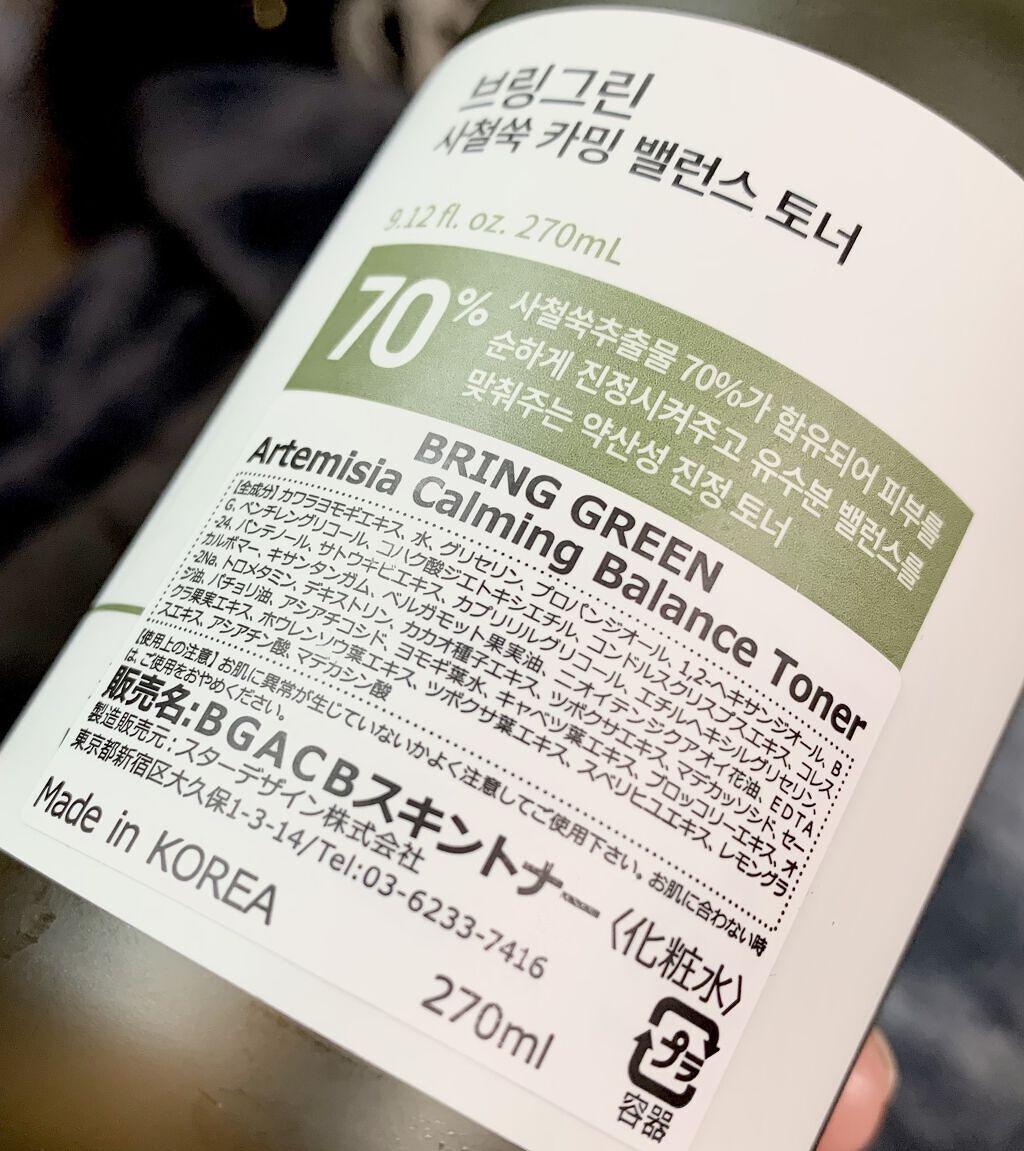 브링그린
사철쑥 카밍 밸런스 토너
9.12 fl. oz. 270mL
70%
사철쑥추출물 70%가 함유되어 피부를
순하게 진정시켜주고 유수분 밸런스를
맞춰주는 약산성 진정 토너
BRING GREEN
Artemisia Calming Balance Toner
【全成分】カワラヨモギエキス、水、グリセリン、プロパンジオール、1,2-ヘキサンジオール、B
G、ペンチレングリコール、コハク酸ジエトキシエチル、コンドルスクリスプスエキス、コレス
-24、パンテノール、サトウキビエキス、カプリリルグリコール、エチルヘキシルグリセリン、
カルボマー、キサンタンガム、ベルガモット果実油、ニオイテンジクアオイ花油、EDTA
-2Na、トロメタミン、デキストリン、カカオ種子エキス、ツボクサエキス、マデカッソシド、セー
ジ油、パチョリ油、アシアチコシド、ヨモギ葉水、キャベツ葉エキス、ブロッコリーエキス、オ
クラ果実エキス、ホウレンソウ葉エキス、ツボクサ葉エキス、スベリヒユエキス、レモングラ
スエキス、アシアチン酸、マデカシン酸
【使用上の注意】お肌に異常が生じていないかよく注意してご使用下さい。お肌に合わない時
は、ご使用をおやめください。
販売名:BGACBスキントナー〈化粧水〉
製造販売元：スターデザイン株式会社
東京都新宿区大久保1-3-14/Tel:03-6233-7416
Made in KOREA
270ml
プラ
容器